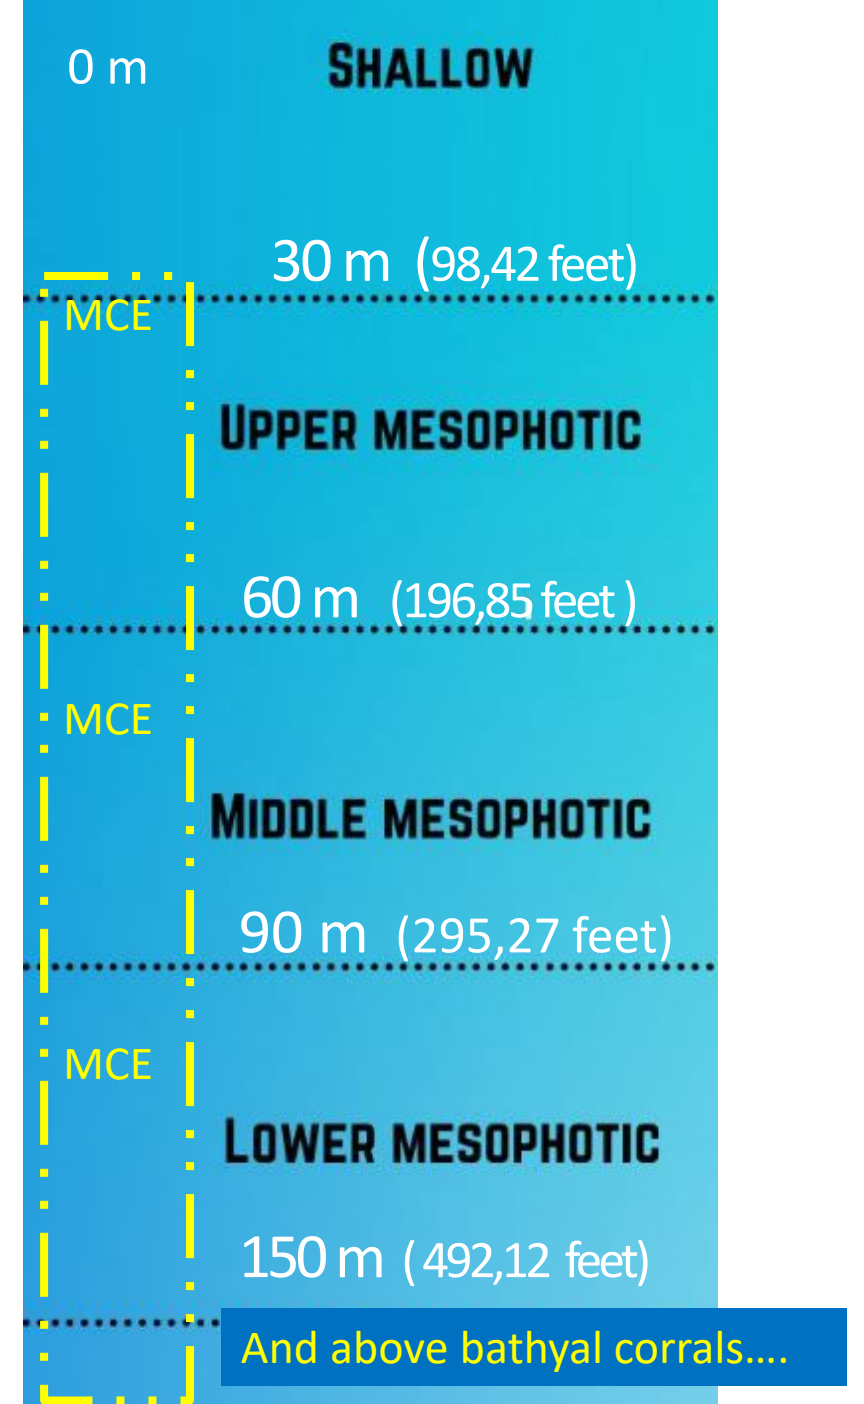 0 m SHALLOW
30 m (98,42 feet)
MCE
UPPER MESOPHOTIC
60 m (196,85 feet )
MCE
MIDDLE MESOPHOTIC
90 m (295,27 feet)
MCE
LOWER MESOPHOTIC
150 m ( 492,12 feet)
And above bathyal corrals....